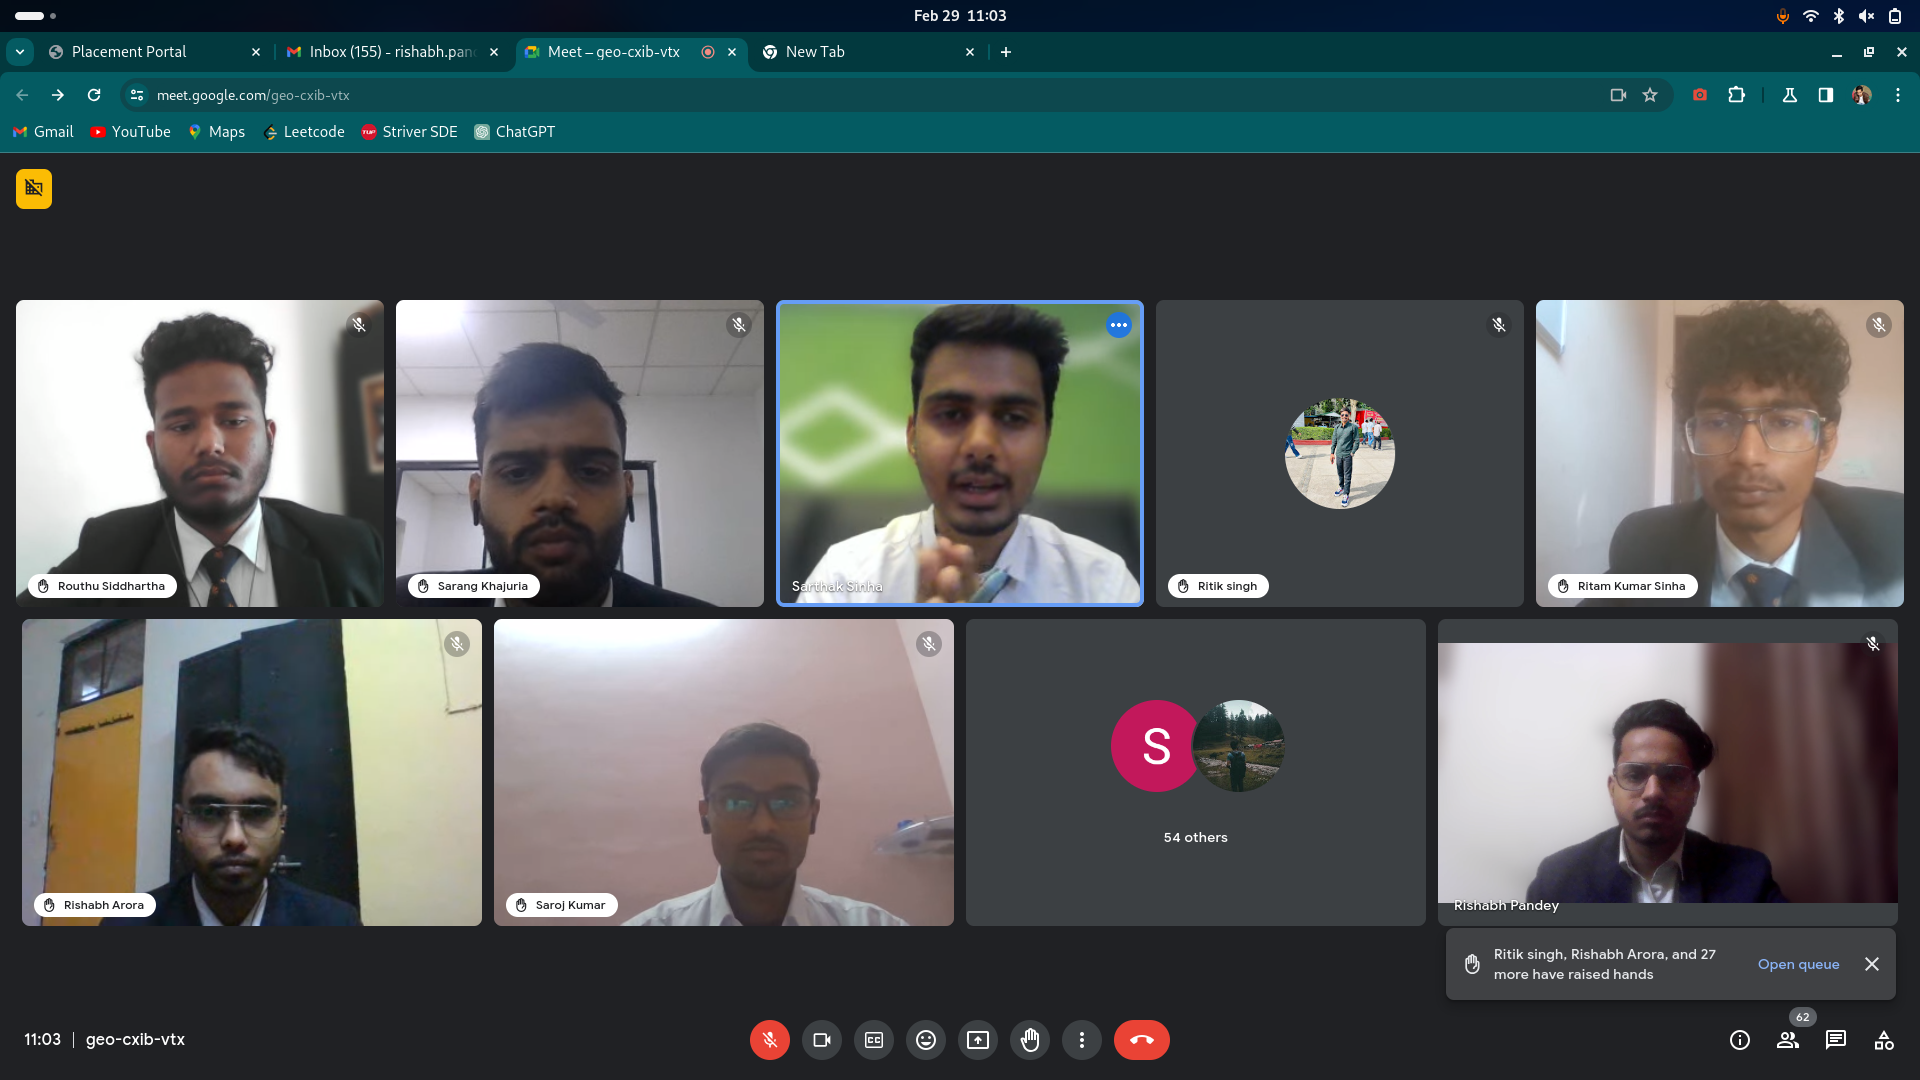 Feb 29 11:03
Placement Portal
Inbox (155) - rishabh.pan
Meet – geo-cxib-vtx
New Tab
meet.google.com/geo-cxib-vtx
Gmail
YouTube
Maps
Leetcode
TUF
Striver SDE
ChatGPT
Routhu Siddhartha
Sarang Khajuria
Sarthak Sinha
Ritik singh
Ritam Kumar Sinha
Rishabh Arora
Saroj Kumar
S
54 others
Rishabh Pandey
Ritik singh, Rishabh Arora, and 27
more have raised hands
Open queue
11:03
geo-cxib-vtx
CC
62